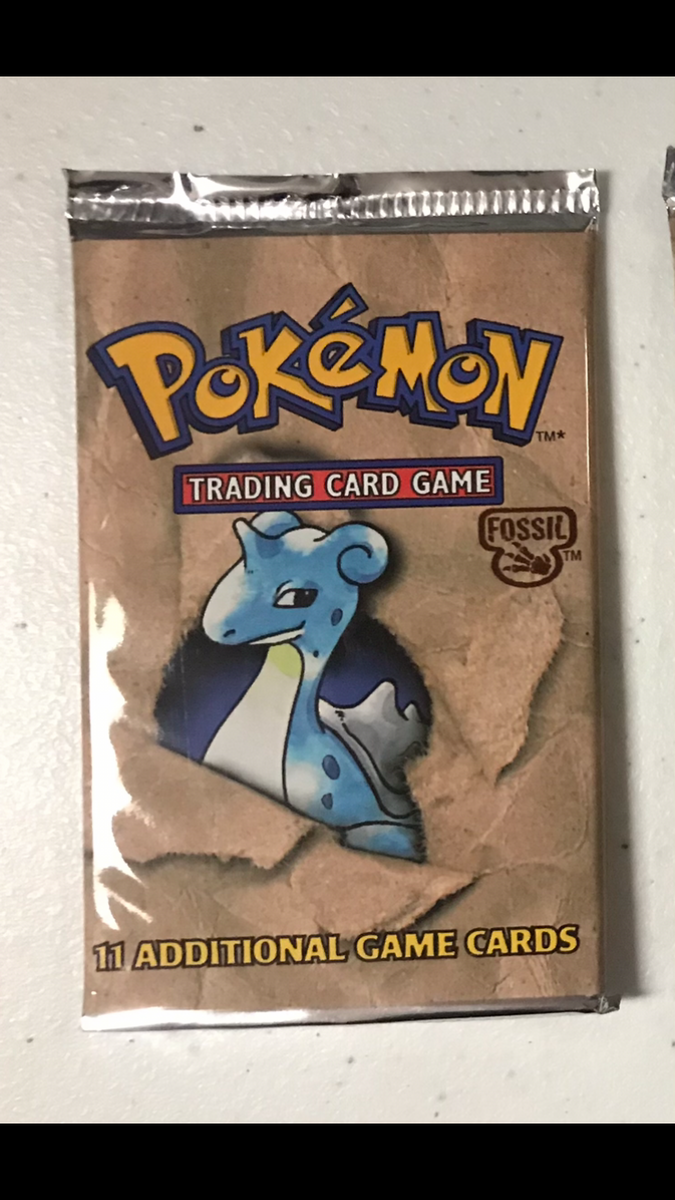 POKéMON
TM*
TRADING CARD GAME
FOSSIL
TM
11 ADDITIONAL GAME CARDS